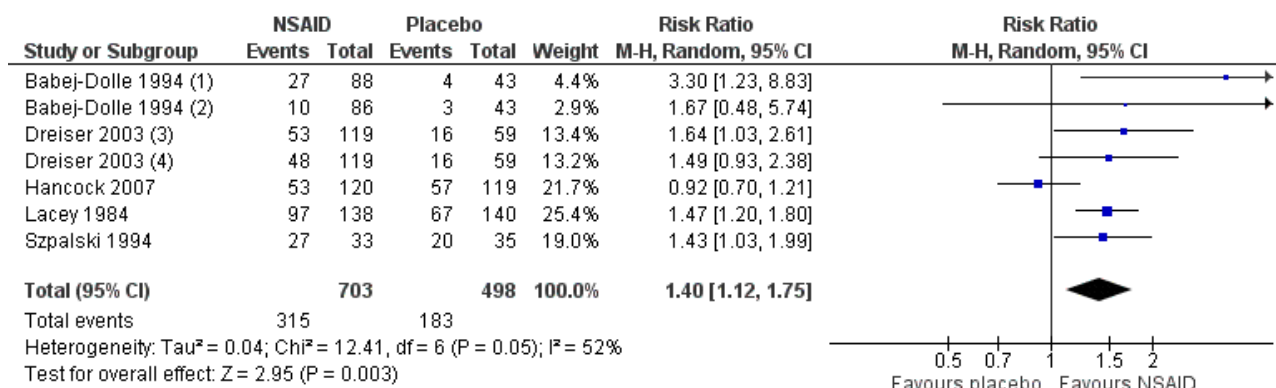 NSAID Placebo Risk Ratio Risk Ratio
Study or Subgroup Events Total Events Total Weight M-H, Random, 95% CI M-H, Random, 95% CI
Babej-Dolle 1994 (1) 27 88 4 43 4.4% 3.30 [1.23, 8.83]
Babej-Dolle 1994 (2) 10 86 3 43 2.9% 1.67 [0.48, 5.74]
Dreiser 2003 (3) 53 119 16 59 13.4% 1.64 [1.03, 2.61]
Dreiser 2003 (4) 48 119 16 59 13.2% 1.49 [0.93, 2.38]
Hancock 2007 53 120 57 119 21.7% 0.92 [0.70, 1.21]
Lacey 1984 97 138 67 140 25.4% 1.47 [1.20, 1.80]
Szpalski 1994 27 33 20 35 19.0% 1.43 [1.03, 1.99]
Total (95% CI) 703 498 100.0% 1.40 [1.12, 1.75]
Total events 315 183
Heterogeneity: Tau² = 0.04; Chi² = 12.41, df = 6 (P = 0.05); I² = 52%
Test for overall effect: Z = 2.95 (P = 0.003)
0.5 0.7 1 1.5 2
Favours placebo Favours NSAID